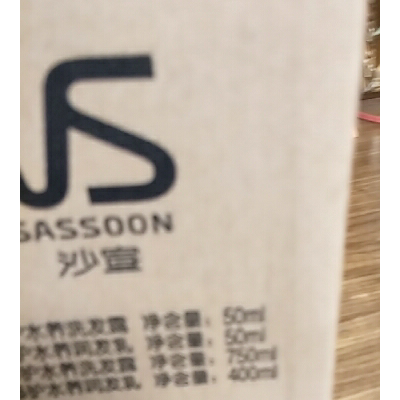 VS
SASSOON
沙宣
水养洗发露 净含量: 50ml
水养润发乳 净含量: 50ml
水养洗发露 净含量: 750ml
水养润发乳 净含量: 400ml